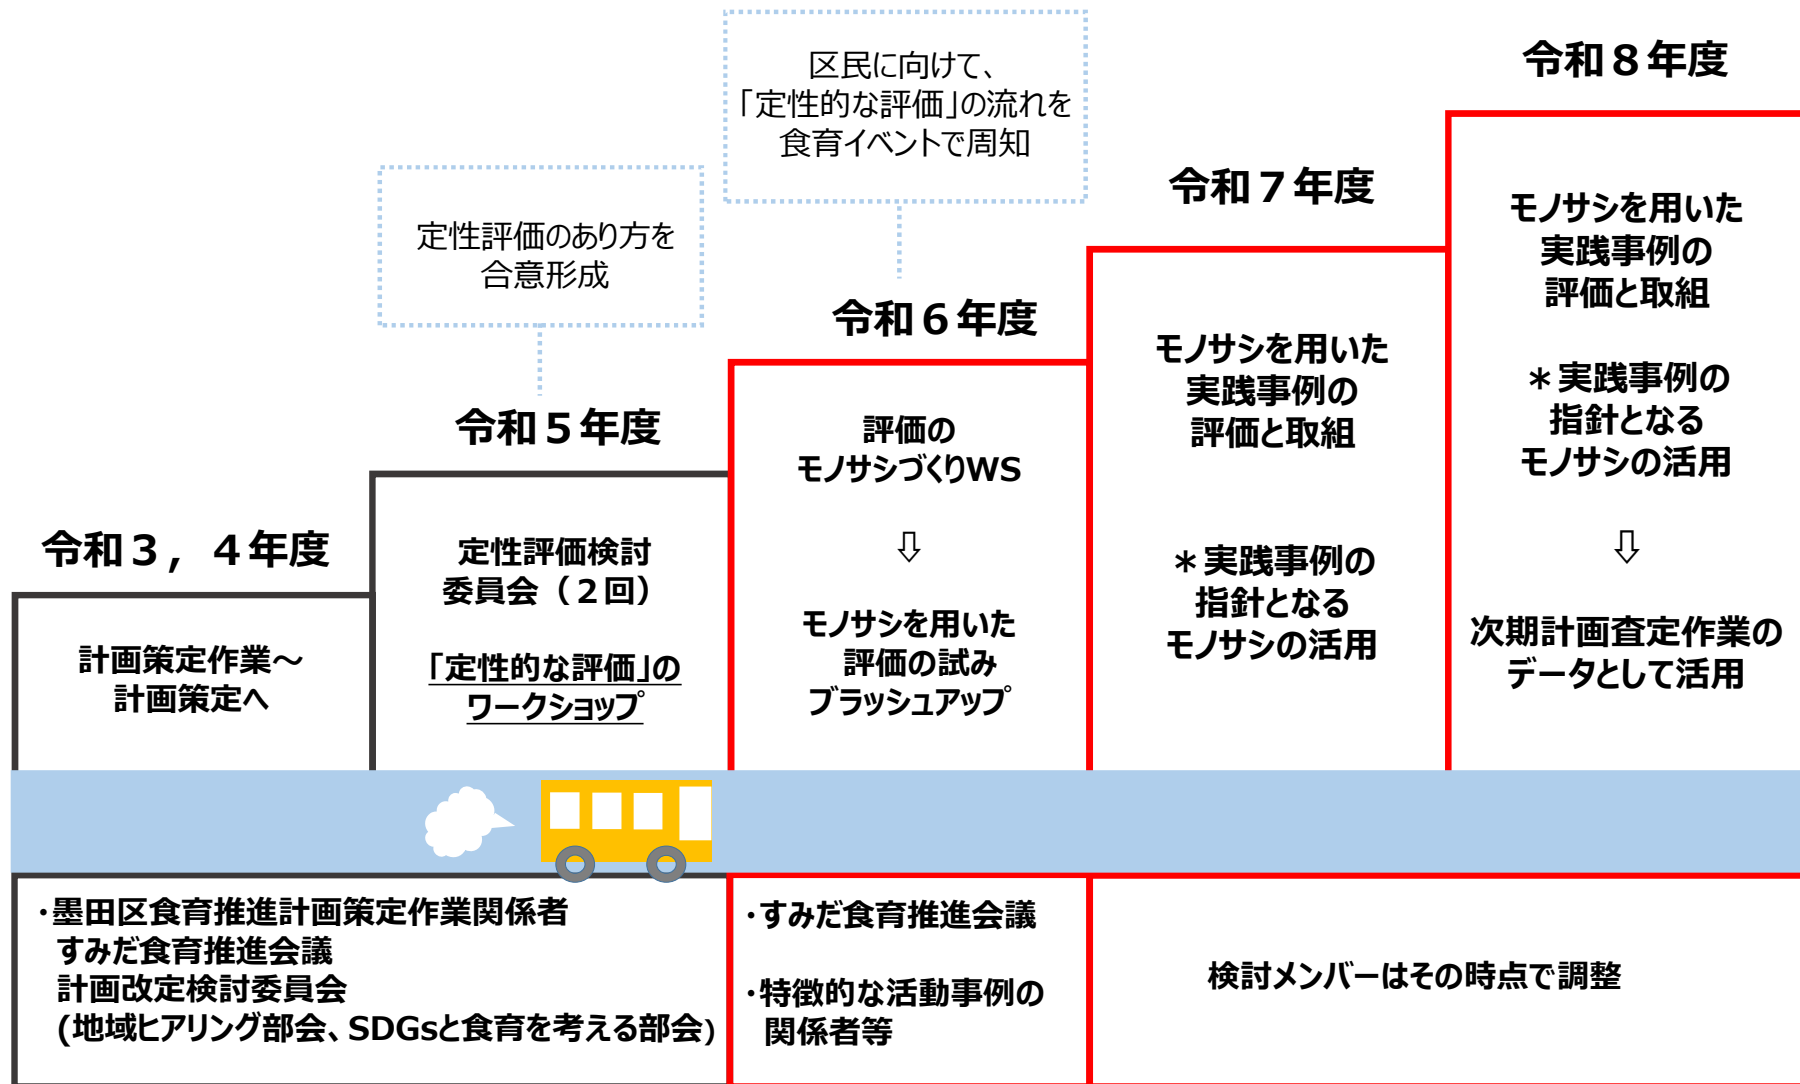 令和３，４年度
計画策定作業～
計画策定へ
定性評価のあり方を
合意形成
令和５年度
定性評価検討
委員会（２回）
「定性的な評価」の
ワークショップ
区民に向けて、
「定性的な評価」の流れを
食育イベントで周知
令和６年度
評価の
モノサシづくりWS
⇩
モノサシを用いた
評価の試み
ブラッシュアップ
令和７年度
モノサシを用いた
実践事例の
評価と取組
＊実践事例の
指針となる
モノサシの活用
令和８年度
モノサシを用いた
実践事例の
評価と取組
＊実践事例の
指針となる
モノサシの活用
⇩
次期計画査定作業の
データとして活用
・墨田区食育推進計画策定作業関係者
すみだ食育推進会議
計画改定検討委員会
(地域ヒアリング部会、SDGsと食育を考える部会)
・すみだ食育推進会議
・特徴的な活動事例の
関係者等
検討メンバーはその時点で調整